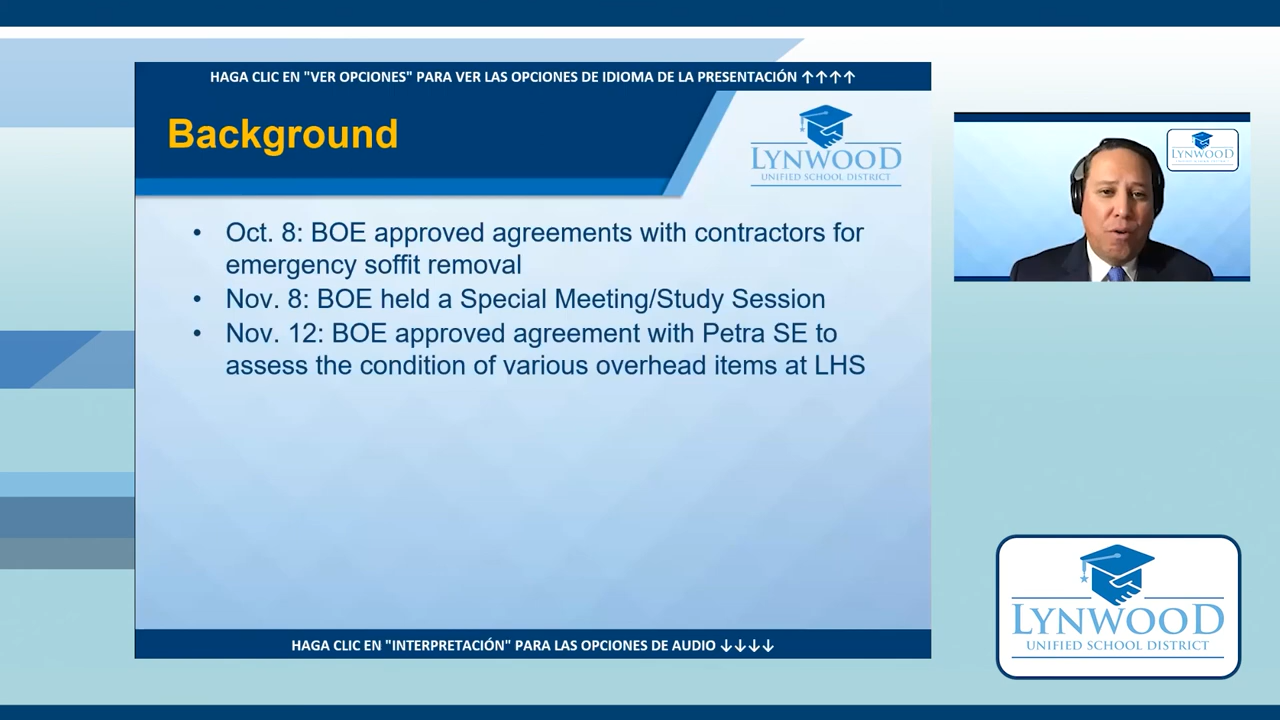 HAGA CLIC EN "VER OPCIONES" PARA VER LAS OPCIONES DE IDIOMA DE LA PRESENTACIÓN ↑↑↑↑
Background
LYNWOOD
UNIFIED SCHOOL DISTRICT
• Oct. 8: BOE approved agreements with contractors for
emergency soffit removal
• Nov. 8: BOE held a Special Meeting/Study Session
• Nov. 12: BOE approved agreement with Petra SE to
assess the condition of various overhead items at LHS
HAGA CLIC EN "INTERPRETACIÓN" PARA LAS OPCIONES DE AUDIO ↓↓↓↓
LYNWOOD
LYNWOOD
UNIFIED SCHOOL DISTRICT